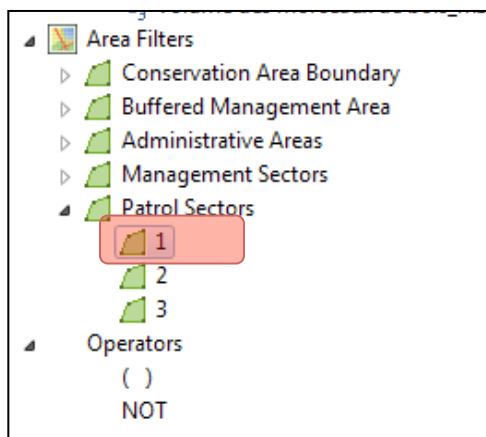 Area Filters
Conservation Area Boundary
Buffered Management Area
Administrative Areas
Management Sectors
Patrol Sectors
1
2
3
Operators
( )
NOT